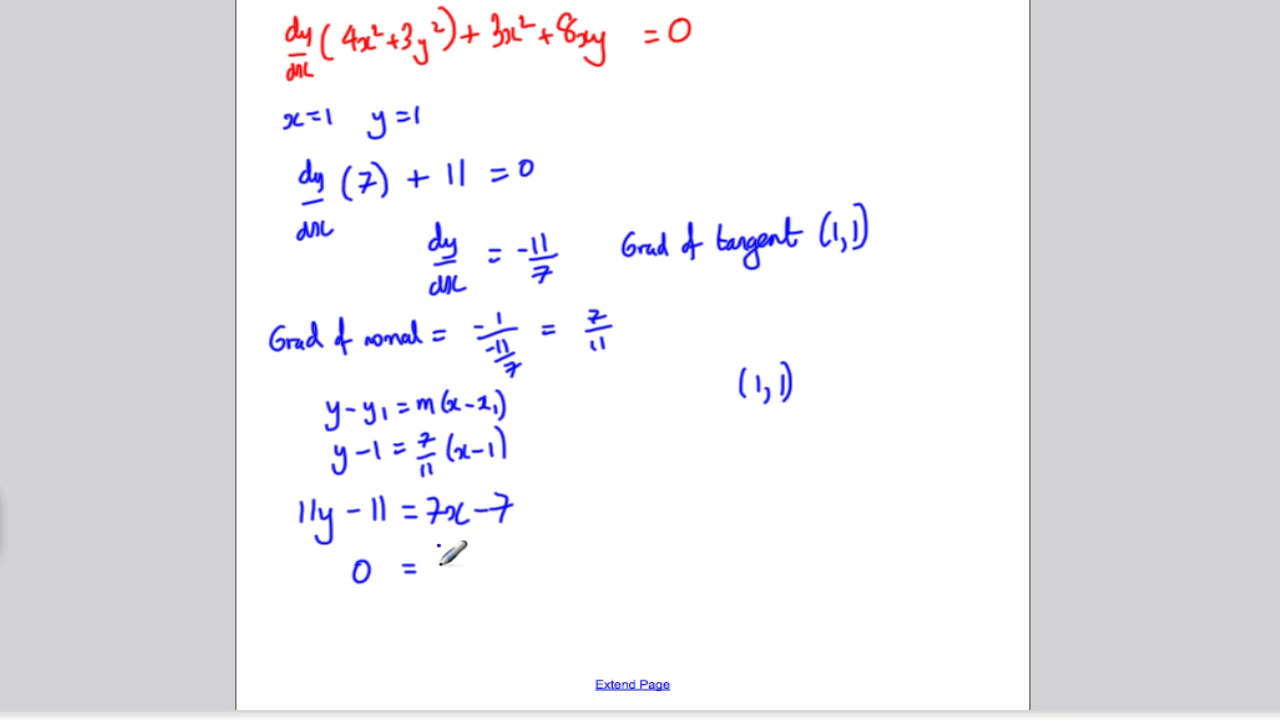 dy/dx ( 4x² + 3y² ) + 3x² + 8xy = 0
x = 1 y = 1
dy/dx (7) + 11 = 0
dy/dx = -11/7 Grad of tangent (1, 1)
Grad of normal = -1/(-11/7) = 7/11
(1, 1)
y - y₁ = m(x - x₁)
y - 1 = 7/11 (x - 1)
11y - 11 = 7x - 7
0 =
Extend Page